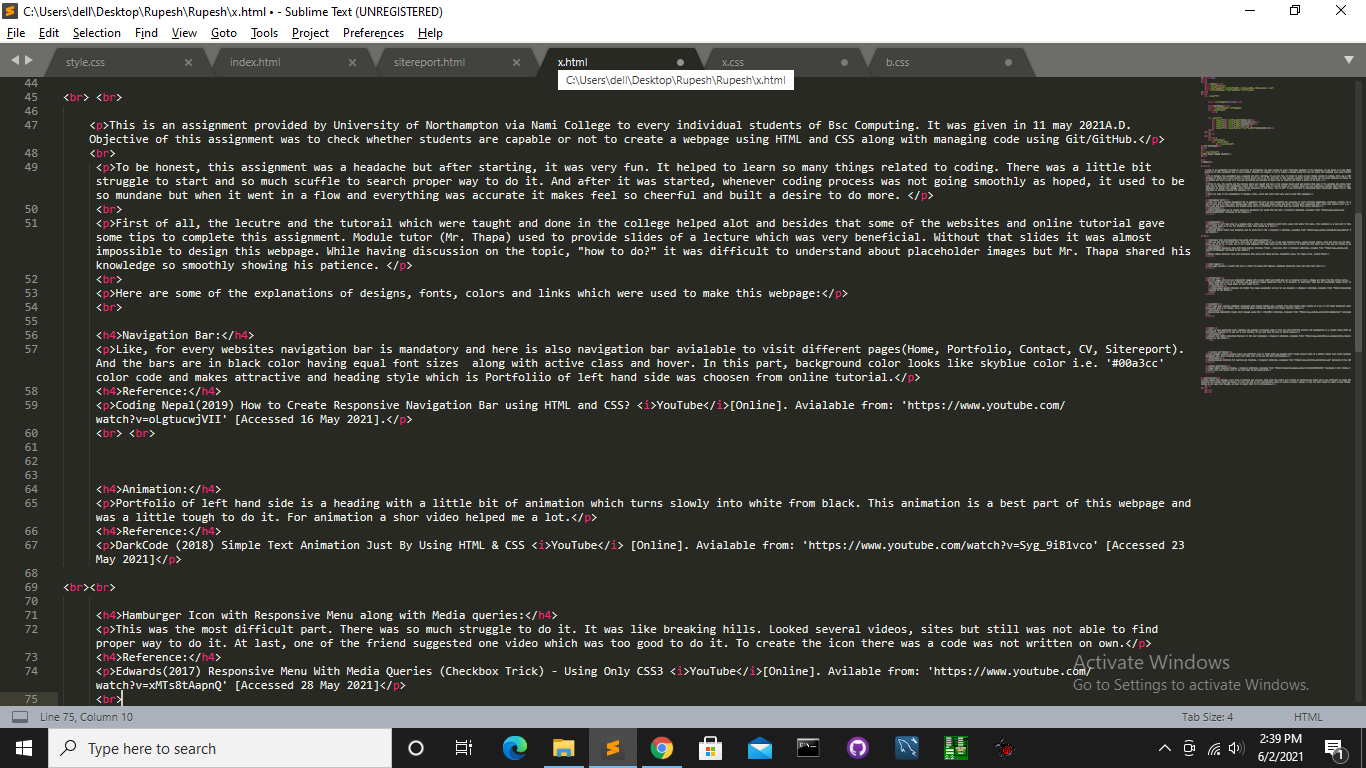 C:\Users\dell\Desktop\Rupesh\Rupesh\x.html • - Sublime Text (UNREGISTERED)
File Edit Selection Find View Goto Tools Project Preferences Help
style.css index.html sitereport.html x.html x.css b.css
C:\Users\dell\Desktop\Rupesh\Rupesh\x.html
44
45 <br> <br>
46
47 <p>This is an assignment provided by University of Northampton via Nami College to every individual students of Bsc Computing. It was given in 11 may 2021A.D.
Objective of this assignment was to check whether students are capable or not to create a webpage using HTML and CSS along with managing code using Git/GitHub.</p>
48 <br>
49 <p>To be honest, this assignment was a headache but after starting, it was very fun. It helped to learn so many things related to coding. There was a little bit
struggle to start and so much scuffle to search proper way to do it. And after it was started, whenever coding process was not going smoothly as hoped, it used to be
so mundane but when it went in a flow and everything was accurate it makes feel so cheerful and built a desire to do more. </p>
50 <br>
51 <p>First of all, the lecutre and the tutorail which were taught and done in the college helped alot and besides that some of the websites and online tutorial gave
some tips to complete this assignment. Module tutor (Mr. Thapa) used to provide slides of a lecture which was very beneficial. Without that slides it was almost
impossible to design this webpage. While having discussion on the topic, "how to do?" it was difficult to understand about placeholder images but Mr. Thapa shared his
knowledge so smoothly showing his patience. </p>
52 <br>
53 <p>Here are some of the explanations of designs, fonts, colors and links which were used to make this webpage:</p>
54 <br>
55
56 <h4>Navigation Bar:</h4>
57 <p>Like, for every websites navigation bar is mandatory and here is also navigation bar avialable to visit different pages(Home, Portfolio, Contact, CV, Sitereport).
And the bars are in black color having equal font sizes  along with active class and hover. In this part, background color looks like skyblue color i.e. '#00a3cc'
color code and makes attractive and heading style which is Portfoliio of left hand side was choosen from online tutorial.</p>
58 <h4>Reference:</h4>
59 <p>Coding Nepal(2019) How to Create Responsive Navigation Bar using HTML and CSS? <i>YouTube</i>[Online]. Avialable from: 'https://www.youtube.com/
watch?v=oLgtucwjVII' [Accessed 16 May 2021].</p>
60 <br> <br>
61
62
63
64 <h4>Animation:</h4>
65 <p>Portfolio of left hand side is a heading with a little bit of animation which turns slowly into white from black. This animation is a best part of this webpage and
was a little tough to do it. For animation a shor video helped me a lot.</p>
66 <h4>Reference:</h4>
67 <p>DarkCode (2018) Simple Text Animation Just By Using HTML & CSS <i>YouTube</i> [Online]. Avialable from: 'https://www.youtube.com/watch?v=Syg_9iB1vco' [Accessed 23
May 2021]</p>
68
69 <br><br>
70
71 <h4>Hamburger Icon with Responsive Menu along with Media queries:</h4>
72 <p>This was the most difficult part. There was so much struggle to do it. It was like breaking hills. Looked several videos, sites but still was not able to find
proper way to do it. At last, one of the friend suggested one video which was too good to do it. To create the icon there was a code was not written on own.</p>
73 <h4>Reference:</h4>
74 <p>Edwards(2017) Responsive Menu With Media Queries (Checkbox Trick) - Using Only CSS3 <i>YouTube</i>[Online]. Avilable from: 'https://www.youtube.com/
watch?v=xMTs8tAapnQ' [Accessed 28 May 2021]</p>
75 <br>
Activate Windows
Go to Settings to activate Windows.
Line 75, Column 10 Tab Size: 4 HTML
Type here to search
2:39 PM
6/2/2021
1